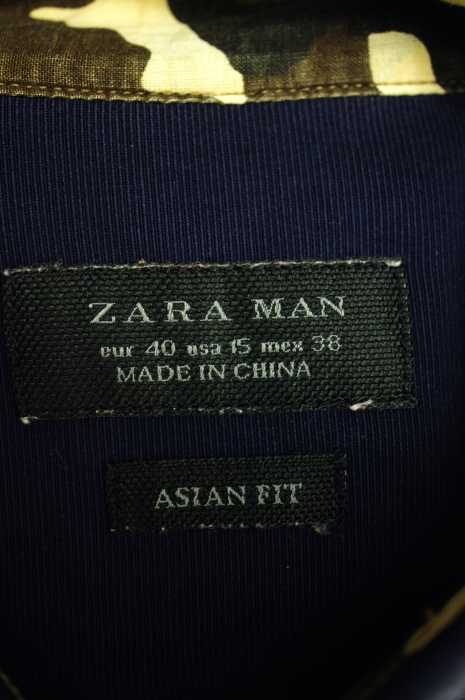 ZARA MAN
eur 40 usa 15 mex 38
MADE IN CHINA
ASIAN FIT